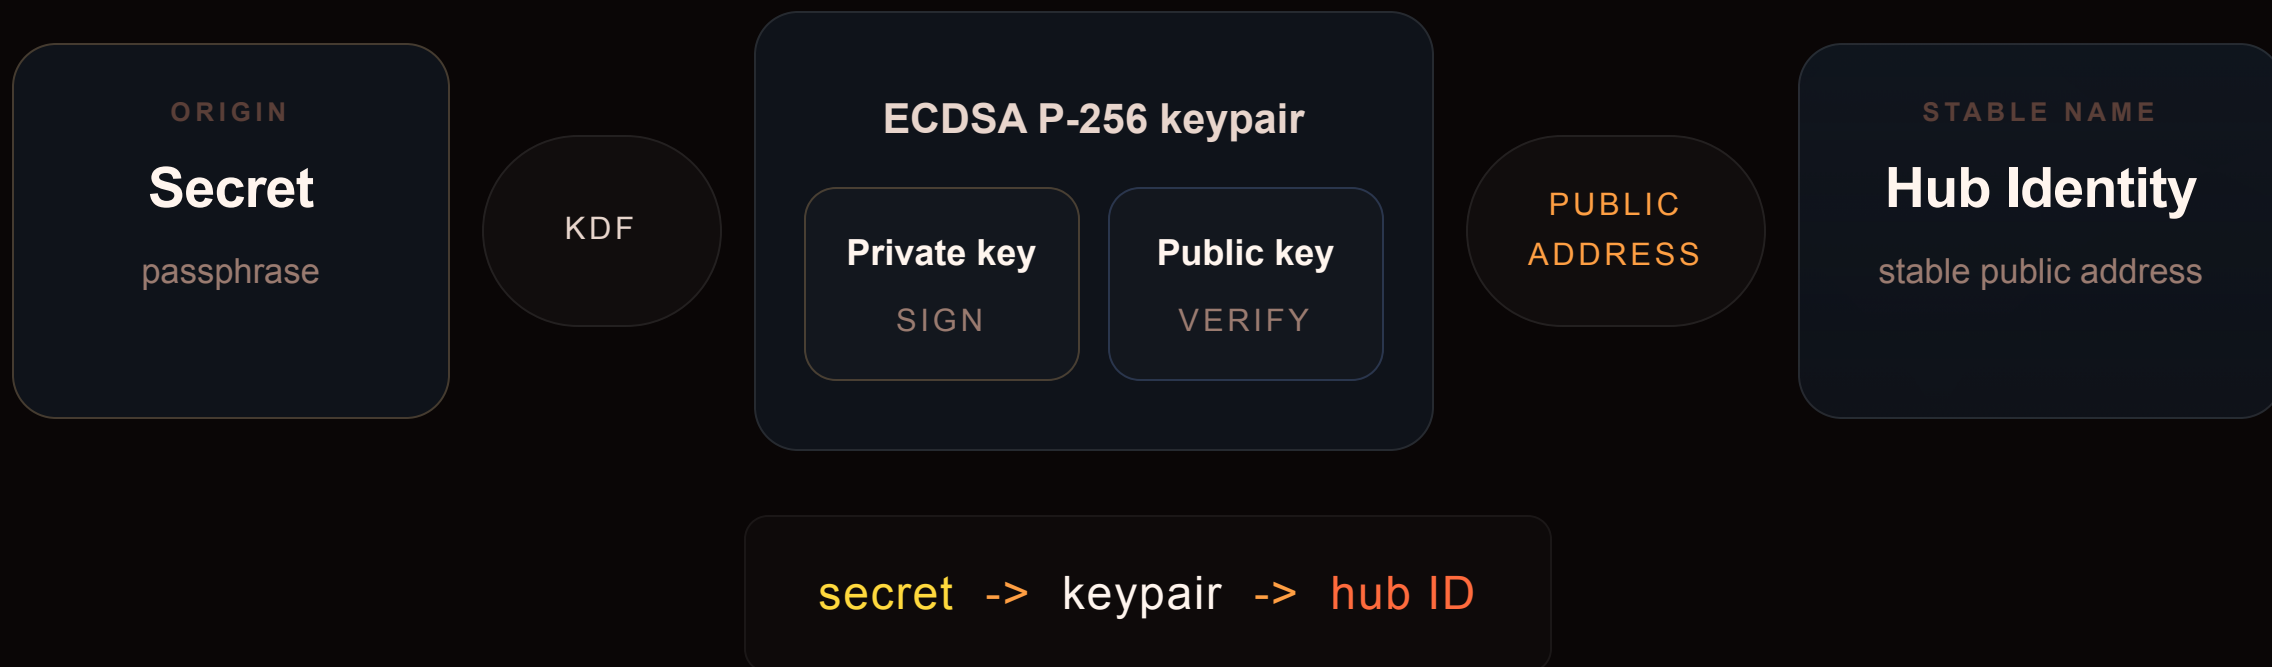 ORIGIN
Secret
passphrase
KDF
ECDSA P-256 keypair
Private key
SIGN
Public key
VERIFY
PUBLIC
ADDRESS
STABLE NAME
Hub Identity
stable public address
secret -> keypair -> hub ID